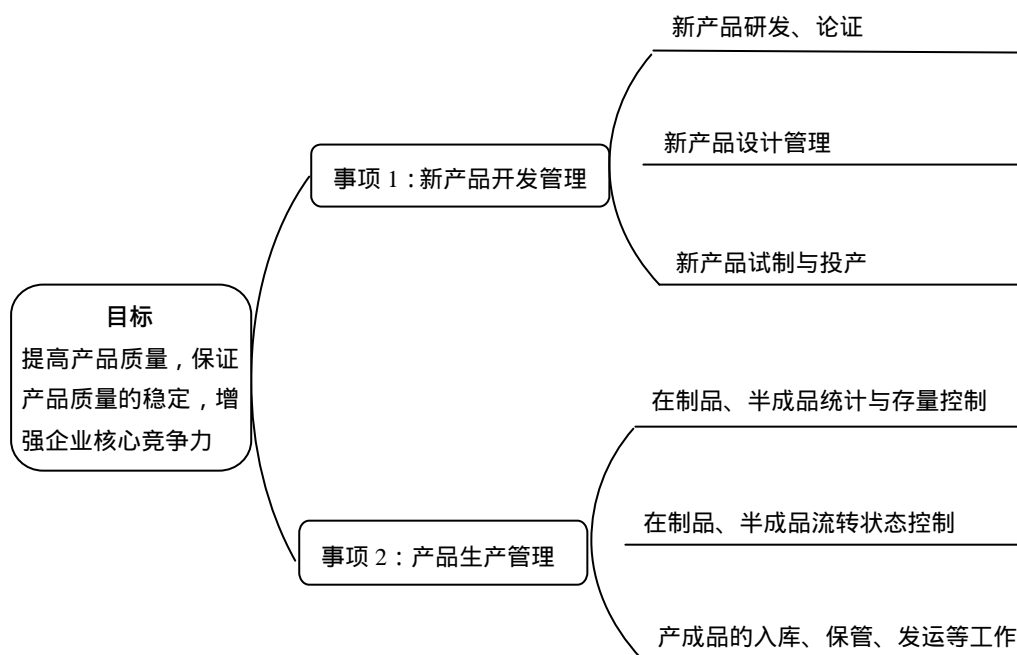 新产品研发、论证
新产品设计管理
事项 1：新产品开发管理
新产品试制与投产
目标
提高产品质量，保证
产品质量的稳定，增
强企业核心竞争力
在制品、半成品统计与存量控制
在制品、半成品流转状态控制
事项 2：产品生产管理
产成品的入库、保管、发运等工作